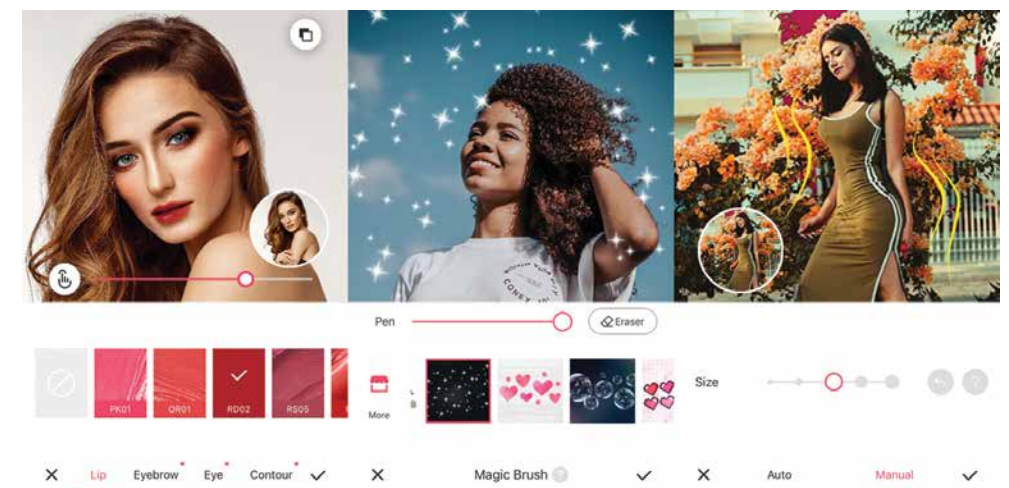 PK01
OR01
RD02
RS05
Lip
Eyebrow
Eye
Contour
Pen
Eraser
More
Magic Brush ?
Size
?
Auto
Manual